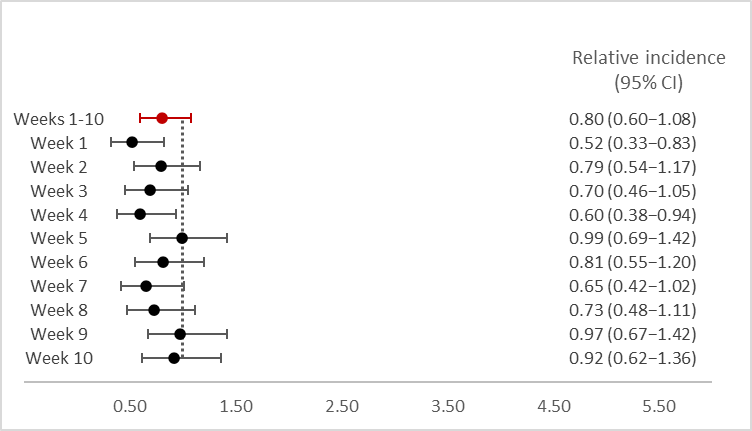 Relative incidence
(95% CI)
Weeks 1-10 0.80 (0.60−1.08)
Week 1 0.52 (0.33−0.83)
Week 2 0.79 (0.54−1.17)
Week 3 0.70 (0.46−1.05)
Week 4 0.60 (0.38−0.94)
Week 5 0.99 (0.69−1.42)
Week 6 0.81 (0.55−1.20)
Week 7 0.65 (0.42−1.02)
Week 8 0.73 (0.48−1.11)
Week 9 0.97 (0.67−1.42)
Week 10 0.92 (0.62−1.36)
0.50 1.50 2.50 3.50 4.50 5.50